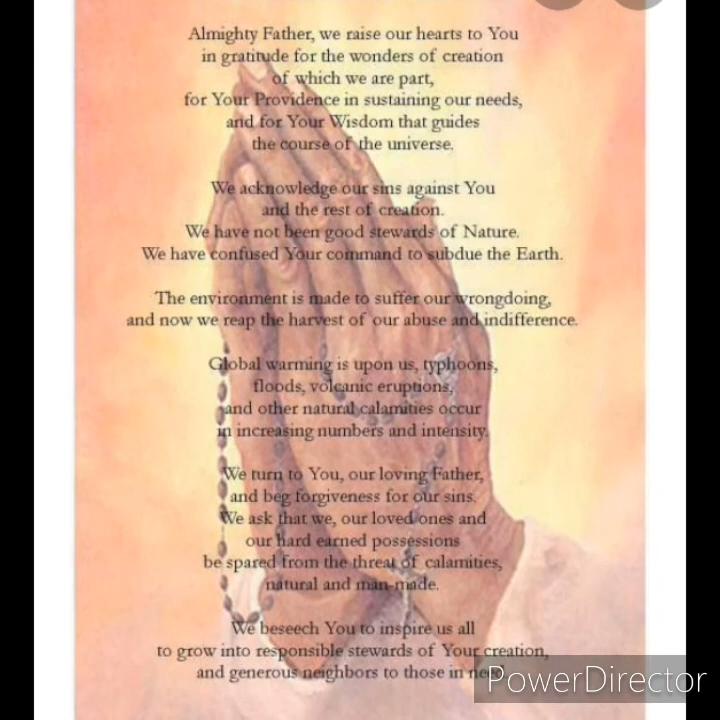 Almighty Father, we raise our hearts to You
in gratitude for the wonders of creation
of which we are part,
for Your Providence in sustaining our needs,
and for Your Wisdom that guides
the course of the universe.
We acknowledge our sins against You
and the rest of creation.
We have not been good stewards of Nature.
We have confused Your command to subdue the Earth.
The environment is made to suffer our wrongdoing,
and now we reap the harvest of our abuse and indifference.
Global warming is upon us, typhoons,
floods, volcanic eruptions,
and other natural calamities occur
in increasing numbers and intensity.
We turn to You, our loving Father,
and beg forgiveness for our sins.
We ask that we, our loved ones and
our hard earned possessions
be spared from the threat of calamities,
natural and man-made.
We beseech You to inspire us all
to grow into responsible stewards of Your creation,
and generous neighbors to those in need.
PowerDirector